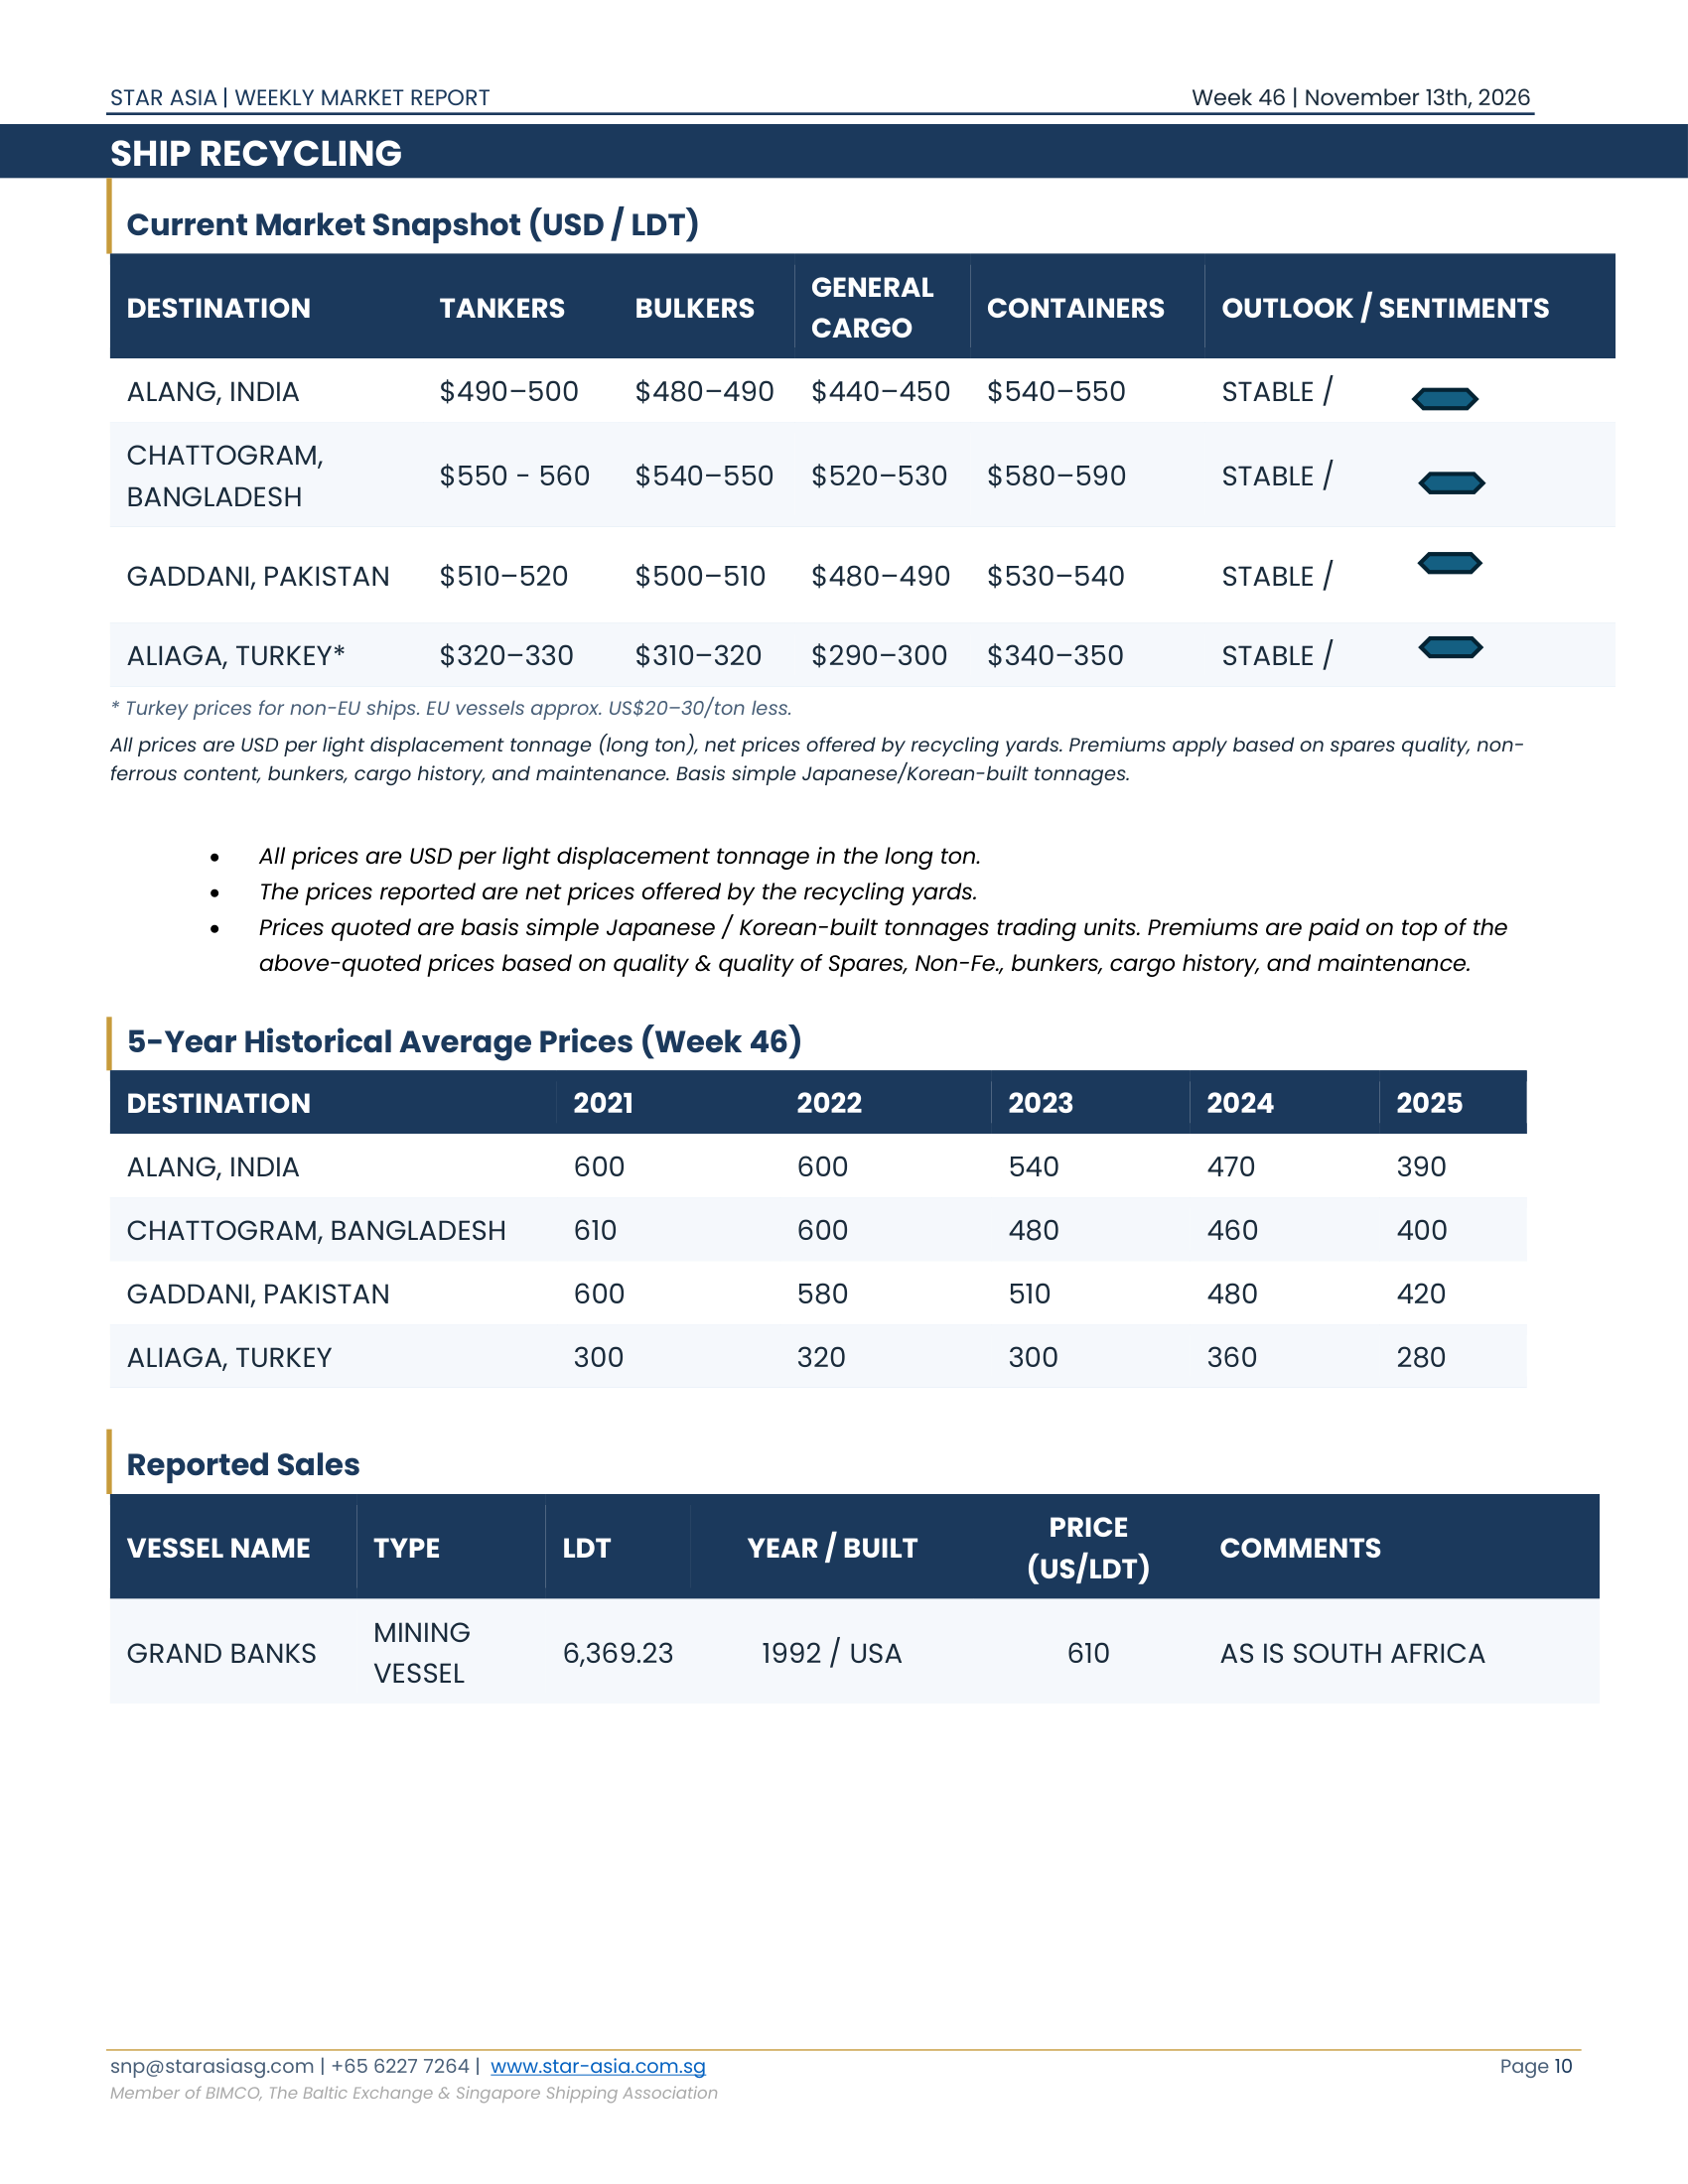 STAR ASIA | WEEKLY MARKET REPORT
Week 46 | November 13th, 2026
SHIP RECYCLING
Current Market Snapshot (USD / LDT)
DESTINATION TANKERS BULKERS GENERAL CARGO CONTAINERS OUTLOOK / SENTIMENTS
ALANG, INDIA $490–500 $480–490 $440–450 $540–550 STABLE /
CHATTOGRAM, BANGLADESH $550 - 560 $540–550 $520–530 $580–590 STABLE /
GADDANI, PAKISTAN $510–520 $500–510 $480–490 $530–540 STABLE /
ALIAGA, TURKEY* $320–330 $310–320 $290–300 $340–350 STABLE /
* Turkey prices for non-EU ships. EU vessels approx. US$20–30/ton less.
All prices are USD per light displacement tonnage (long ton), net prices offered by recycling yards. Premiums apply based on spares quality, non-
ferrous content, bunkers, cargo history, and maintenance. Basis simple Japanese/Korean-built tonnages.
• All prices are USD per light displacement tonnage in the long ton.
• The prices reported are net prices offered by the recycling yards.
• Prices quoted are basis simple Japanese / Korean-built tonnages trading units. Premiums are paid on top of the
above-quoted prices based on quality & quality of Spares, Non-Fe., bunkers, cargo history, and maintenance.
5-Year Historical Average Prices (Week 46)
DESTINATION 2021 2022 2023 2024 2025
ALANG, INDIA 600 600 540 470 390
CHATTOGRAM, BANGLADESH 610 600 480 460 400
GADDANI, PAKISTAN 600 580 510 480 420
ALIAGA, TURKEY 300 320 300 360 280
Reported Sales
VESSEL NAME TYPE LDT YEAR / BUILT PRICE (US/LDT) COMMENTS
GRAND BANKS MINING VESSEL 6,369.23 1992 / USA 610 AS IS SOUTH AFRICA
snp@starasiasg.com | +65 6227 7264 | www.star-asia.com.sg
Page 10
Member of BIMCO, The Baltic Exchange & Singapore Shipping Association